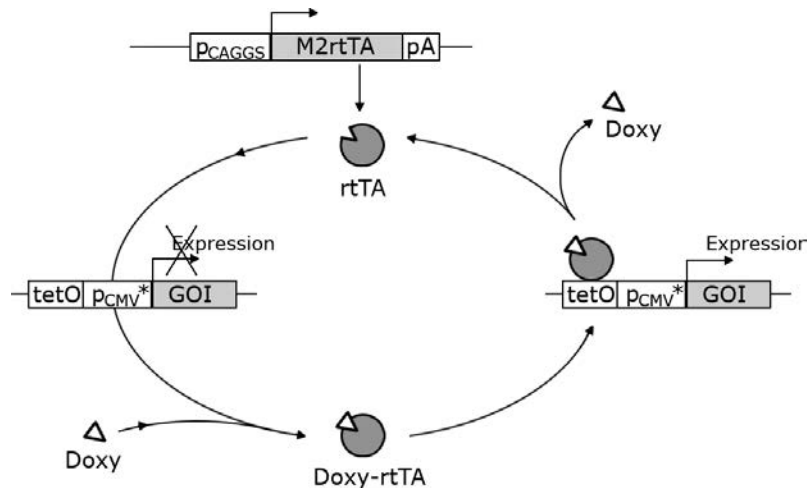 pCAGGS M2rtTA pA
Doxy
rtTA
Expression
Expression
tetO pCMV* GOI
tetO pCMV* GOI
Doxy
Doxy-rtTA